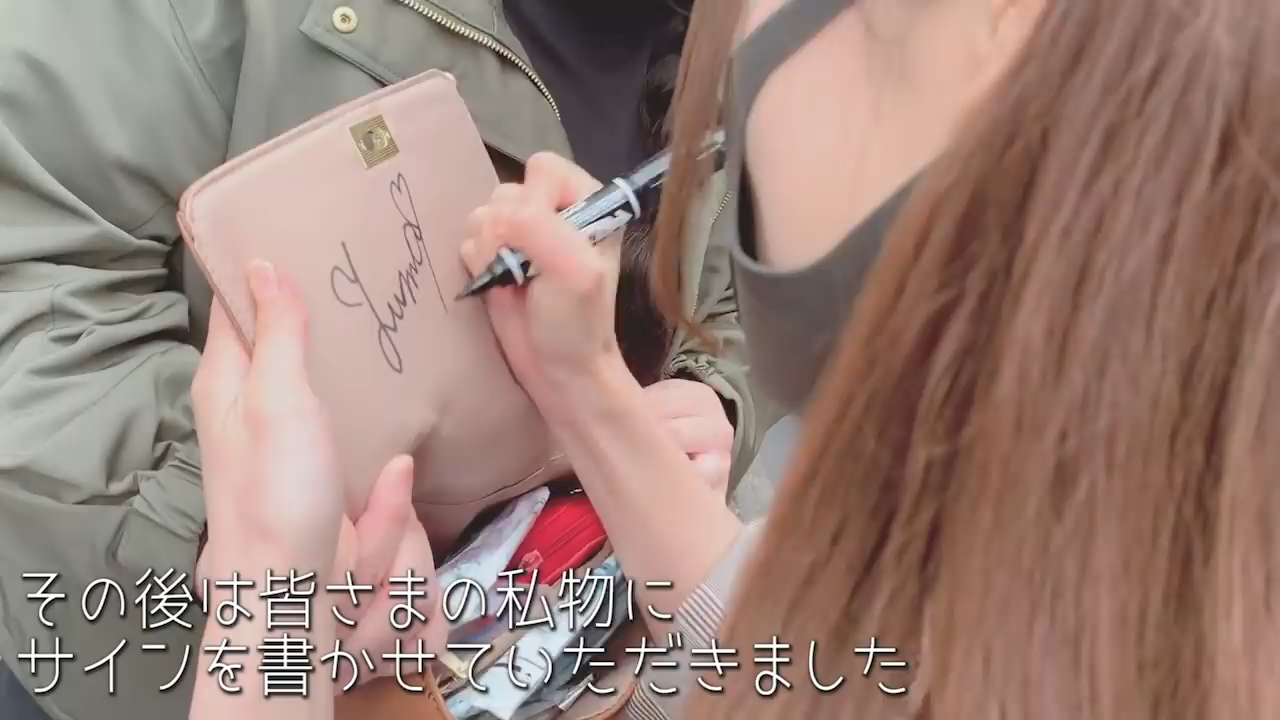 Yuma♡
その後は皆さまの私物に
サインを書かせていただきました